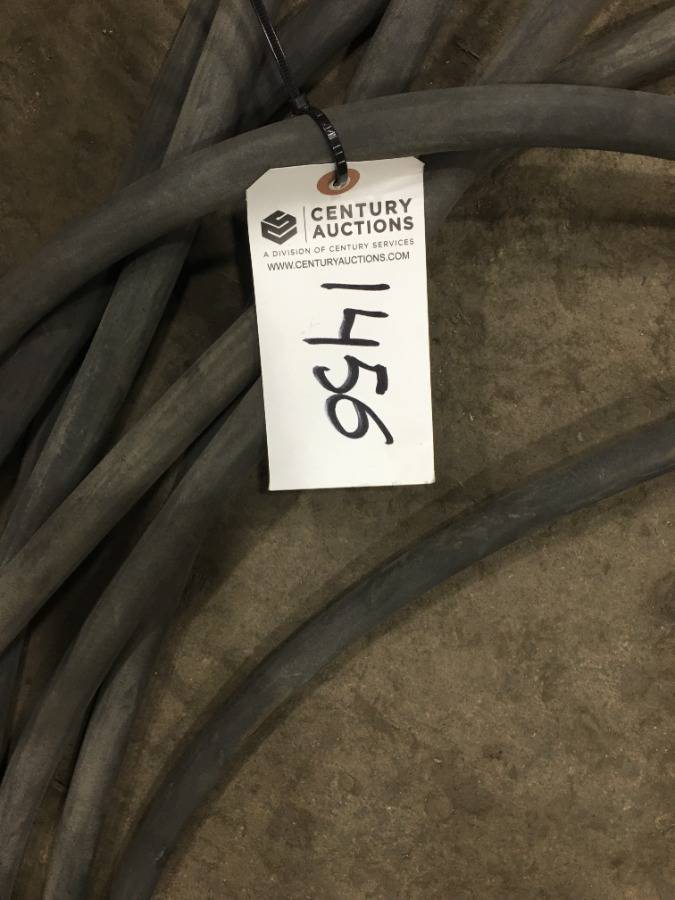 CENTURY
AUCTIONS
A DIVISION OF CENTURY SERVICES
WWW.CENTURYAUCTIONS.COM
1456